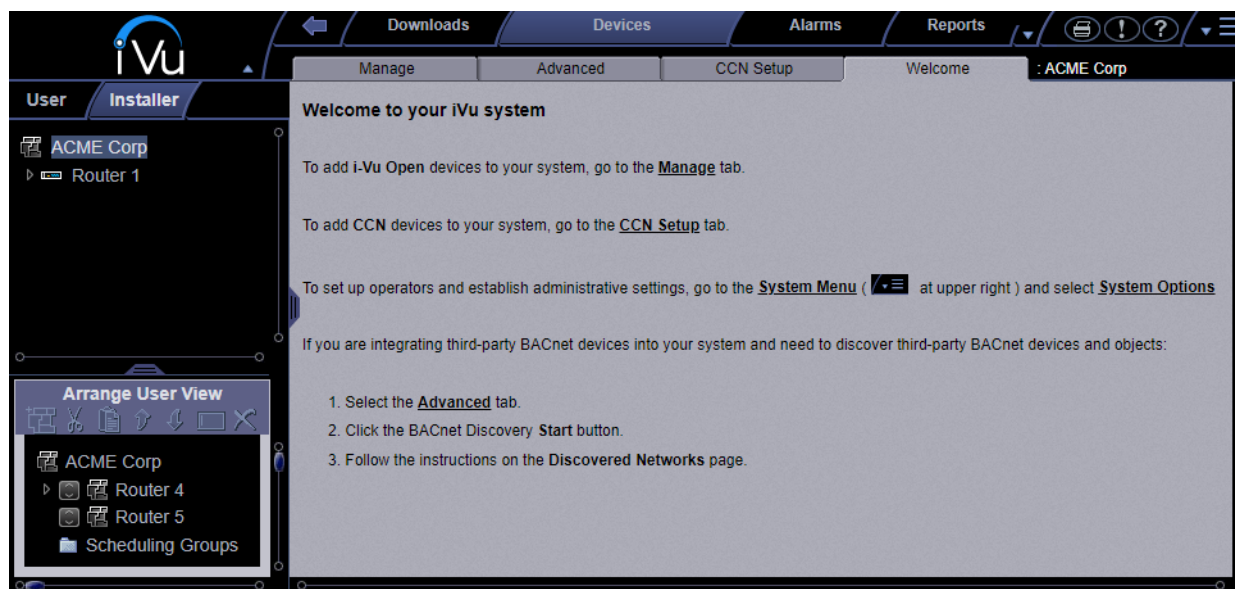 iVu
Downloads
Devices
Alarms
Reports
Manage
Advanced
CCN Setup
Welcome
: ACME Corp
User
Installer
ACME Corp
Router 1
Arrange User View
ACME Corp
Router 4
Router 5
Scheduling Groups
Welcome to your iVu system
To add i-Vu Open devices to your system, go to the Manage tab.
To add CCN devices to your system, go to the CCN Setup tab.
To set up operators and establish administrative settings, go to the System Menu ( at upper right ) and select System Options
If you are integrating third-party BACnet devices into your system and need to discover third-party BACnet devices and objects:
1. Select the Advanced tab.
2. Click the BACnet Discovery Start button.
3. Follow the instructions on the Discovered Networks page.